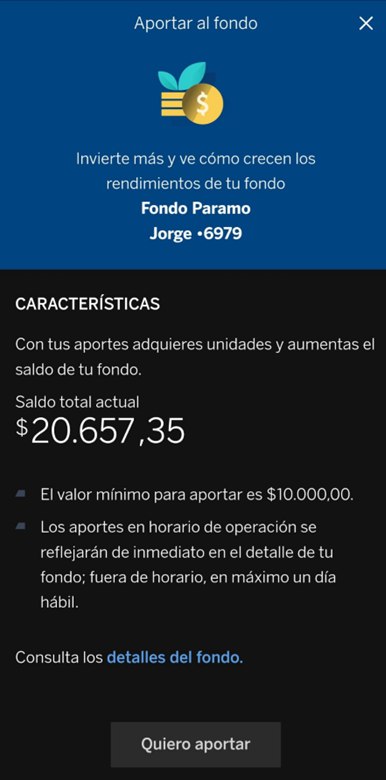 Aportar al fondo
$
Invierte más y ve cómo crecen los
rendimientos de tu fondo
Fondo Paramo
Jorge •6979
CARACTERÍSTICAS
Con tus aportes adquieres unidades y aumentas el
saldo de tu fondo.
Saldo total actual
$20.657,35
El valor mínimo para aportar es $10.000,00.
Los aportes en horario de operación se
reflejarán de inmediato en el detalle de tu
fondo; fuera de horario, en máximo un día
hábil.
Consulta los detalles del fondo.
Quiero aportar